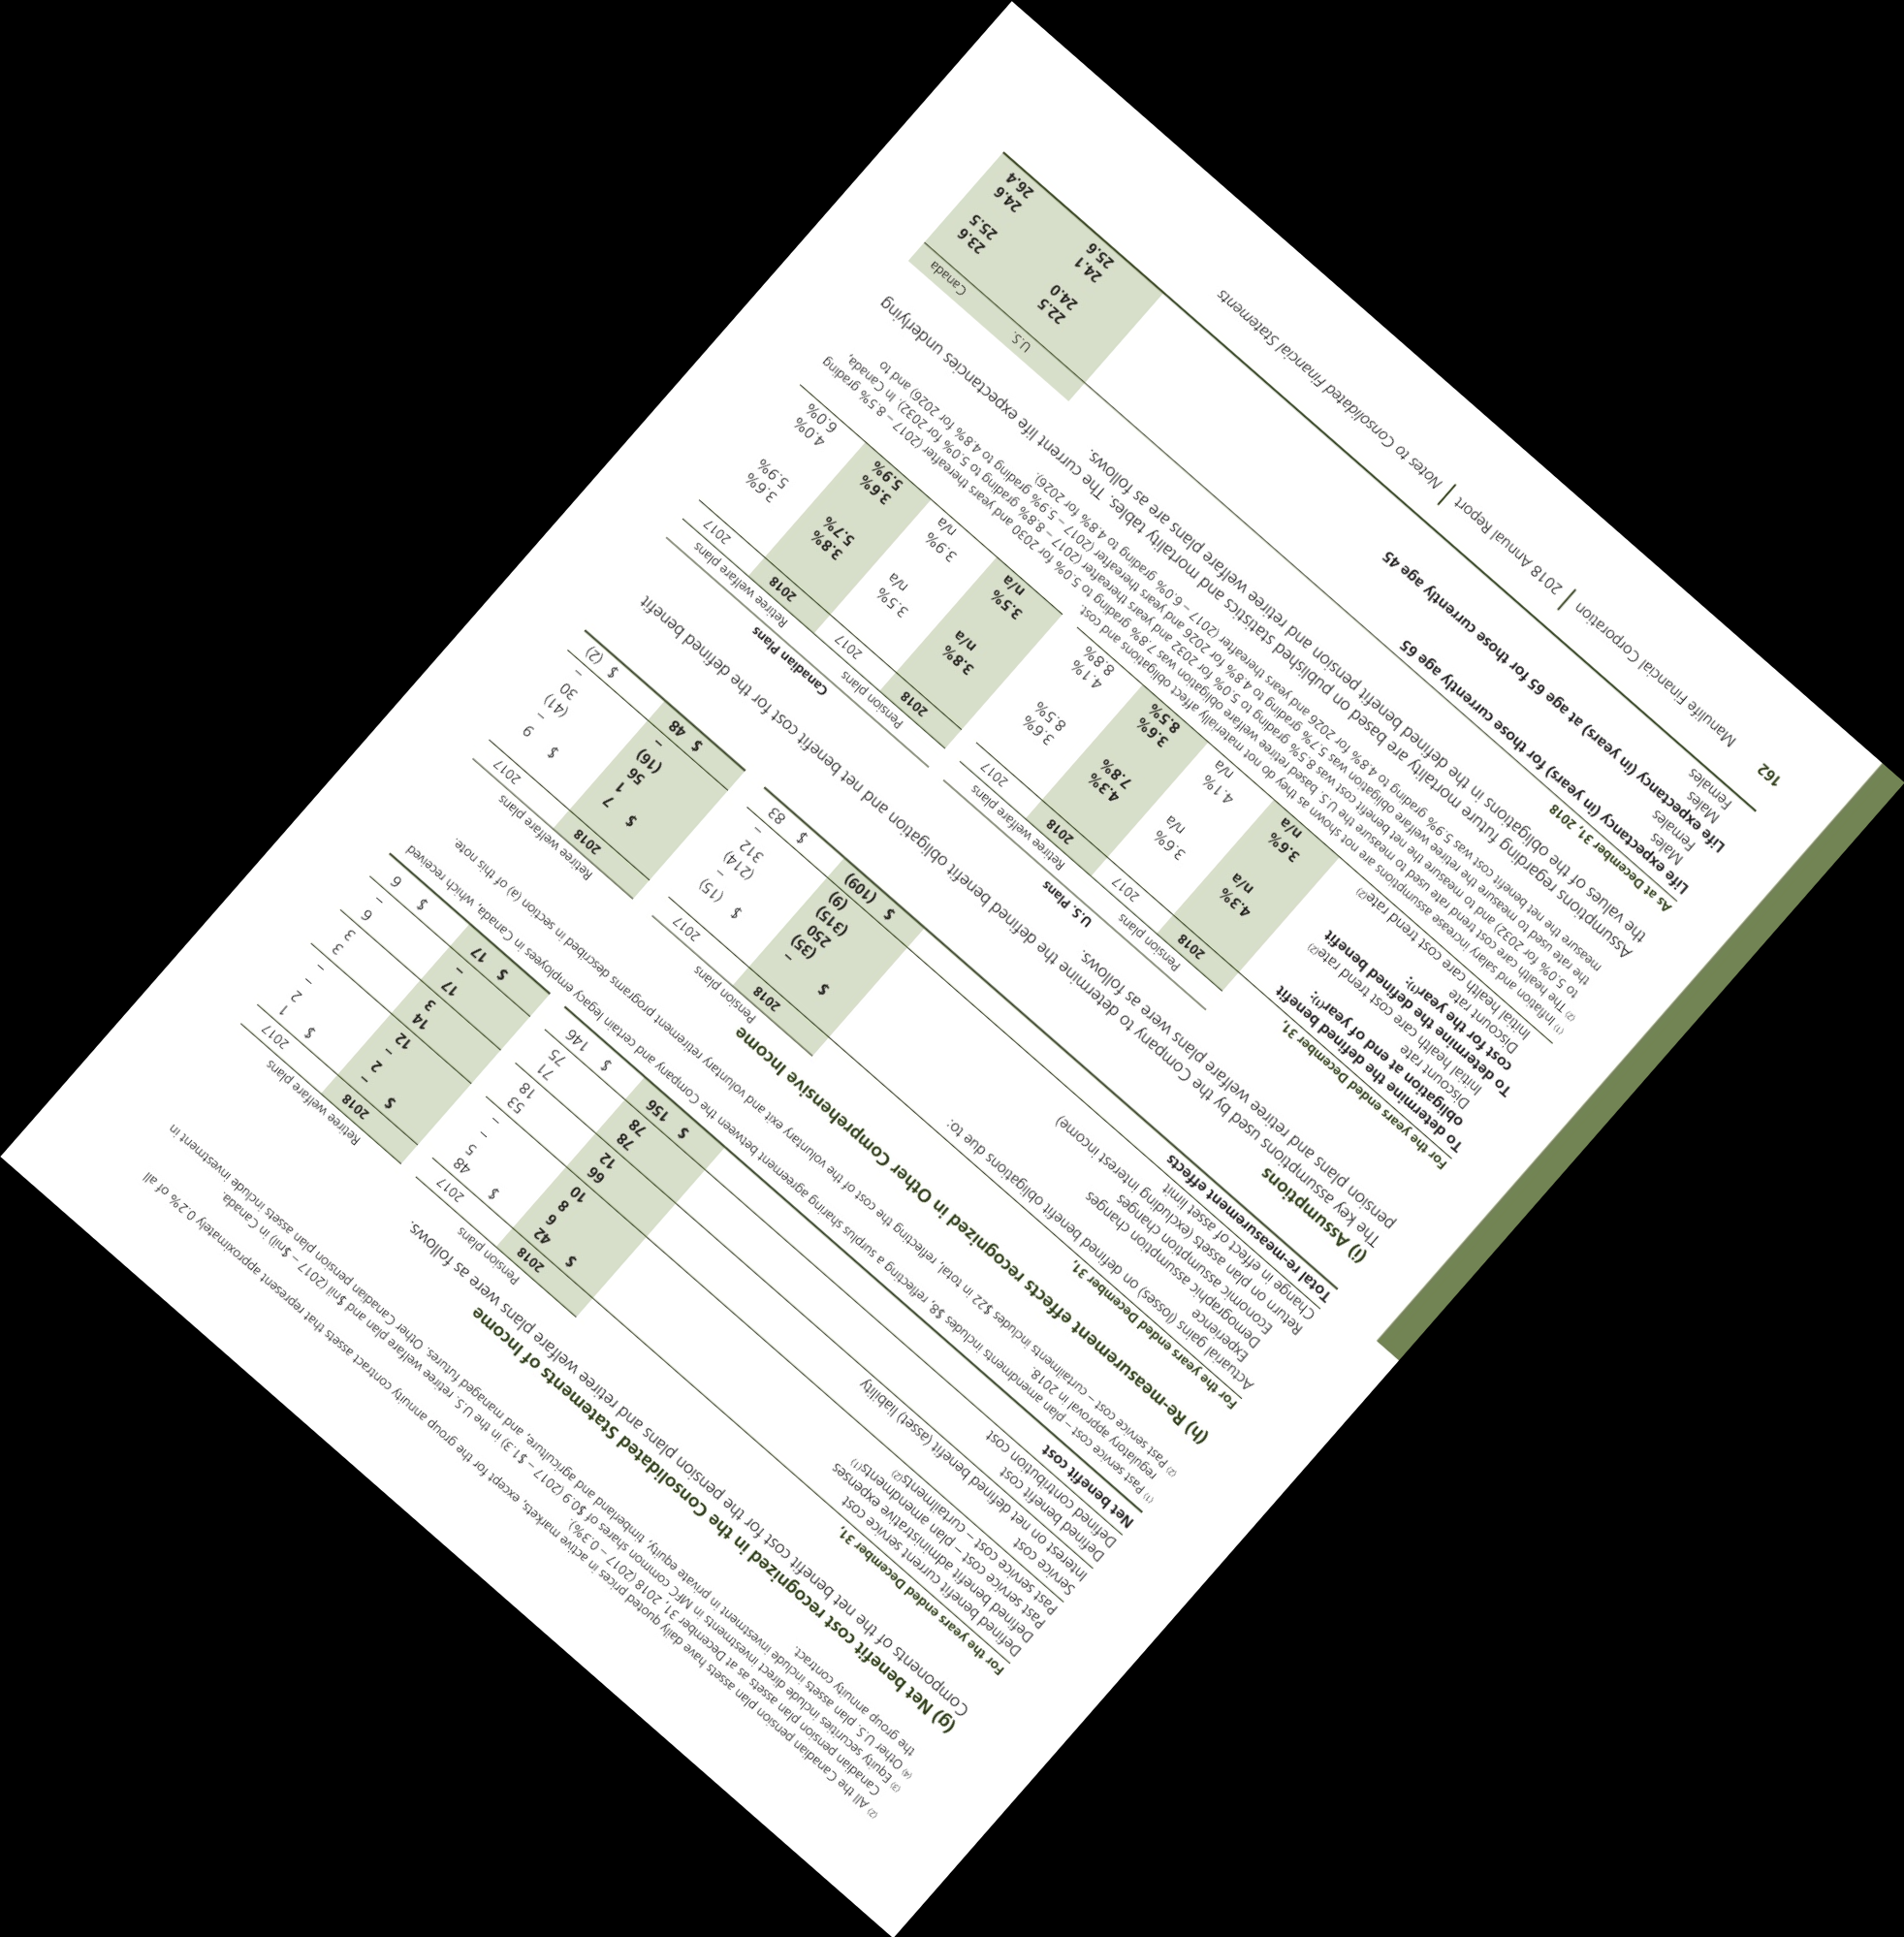 (2) All the Canadian pension plan assets have daily quoted prices in active markets, except for the group annuity contract assets that represent approximately 0.2% of all
Canadian pension plan assets as at December 31, 2018 (2017 – 0.3%).
(3) Equity securities include direct investments in MFC common shares of $0.9 (2017 – $1.3) in the U.S. retiree welfare plan and $nil (2017 – $nil) in Canada.
(4) Other U.S. plan assets include investment in private equity, timberland and agriculture, and managed futures. Other Canadian pension plan assets include investment in
the group annuity contract.
(g) Net benefit cost recognized in the Consolidated Statements of Income
Components of the net benefit cost for the pension plans and retiree welfare plans were as follows.
Pension plans Retiree welfare plans
For the years ended December 31, 2018 2017 2018 2017
Defined benefit current service cost $ 42 $ 48 $ – $ 1
Defined benefit administrative expenses 6 5 2 2
Past service cost – plan amendments(1) 8 – – –
Past service cost – curtailments(2) 10 – 12 –
Service cost 66 53 14 3
Interest on net defined benefit (asset) liability 12 18 3 3
Defined benefit cost 78 71 17 6
Defined contribution cost 78 75 – –
Net benefit cost $ 156 $ 146 $ 17 $ 6
(1) Past service cost – plan amendments includes $8, reflecting a surplus sharing agreement between the Company and certain legacy employees in Canada, which received
regulatory approval in 2018.
(2) Past service cost – curtailments includes $22 in total, reflecting the cost of the voluntary exit and voluntary retirement programs described in section (a) of this note.
(h) Re-measurement effects recognized in Other Comprehensive Income
Pension plans Retiree welfare plans
For the years ended December 31, 2018 2017 2018 2017
Actuarial gains (losses) on defined benefit obligations due to:
Experience $ – $ (15) $ 7 $ 9
Demographic assumption changes (35) – 1 –
Economic assumption changes 250 (214) 56 (41)
Return on plan assets (excluding interest income) (315) 312 (16) 30
Change in effect of asset limit (9) – – –
Total re-measurement effects $ (109) $ 83 $ 48 $ (2)
(i) Assumptions
The key assumptions used by the Company to determine the defined benefit obligation and net benefit cost for the defined benefit
pension plans and retiree welfare plans were as follows.
U.S. Plans Canadian Plans
Pension plans Retiree welfare plans Pension plans Retiree welfare plans
For the years ended December 31, 2018 2017 2018 2017 2018 2017 2018 2017
To determine the defined benefit
obligation at end of year(1):
Discount rate 4.3% 3.6% 4.3% 3.6% 3.8% 3.5% 3.8% 3.6%
Initial health care cost trend rate(2) n/a n/a 7.8% 8.5% n/a n/a 5.7% 5.9%
To determine the defined benefit
cost for the year(1):
Discount rate 3.6% 4.1% 3.6% 4.1% 3.5% 3.9% 3.6% 4.0%
Initial health care cost trend rate(2) n/a n/a 8.5% 8.8% n/a n/a 5.9% 6.0%
(1) Inflation and salary increase assumptions are not shown as they do not materially affect obligations and cost.
(2) The health care cost trend rate used to measure the U.S. based retiree welfare obligation was 7.8% grading to 5.0% for 2030 and years thereafter (2017 – 8.5% grading
to 5.0% for 2032) and to measure the net benefit cost was 8.5% grading to 5.0% for 2032 and years thereafter (2017 – 8.8% grading to 5.0% for 2032). In Canada,
the rate used to measure the retiree welfare obligation was 5.7% grading to 4.8% for 2026 and years thereafter (2017 – 5.9% grading to 4.8% for 2026) and to
measure the net benefit cost was 5.9% grading to 4.8% for 2026 and years thereafter (2017 – 6.0% grading to 4.8% for 2026).
Assumptions regarding future mortality are based on published statistics and mortality tables. The current life expectancies underlying
the values of the obligations in the defined benefit pension and retiree welfare plans are as follows.
As at December 31, 2018 U.S. Canada
Life expectancy (in years) for those currently age 65
Males 22.5 23.6
Females 24.0 25.5
Life expectancy (in years) at age 65 for those currently age 45
Males 24.1 24.6
Females 25.6 26.4
162 Manulife Financial Corporation | 2018 Annual Report | Notes to Consolidated Financial Statements